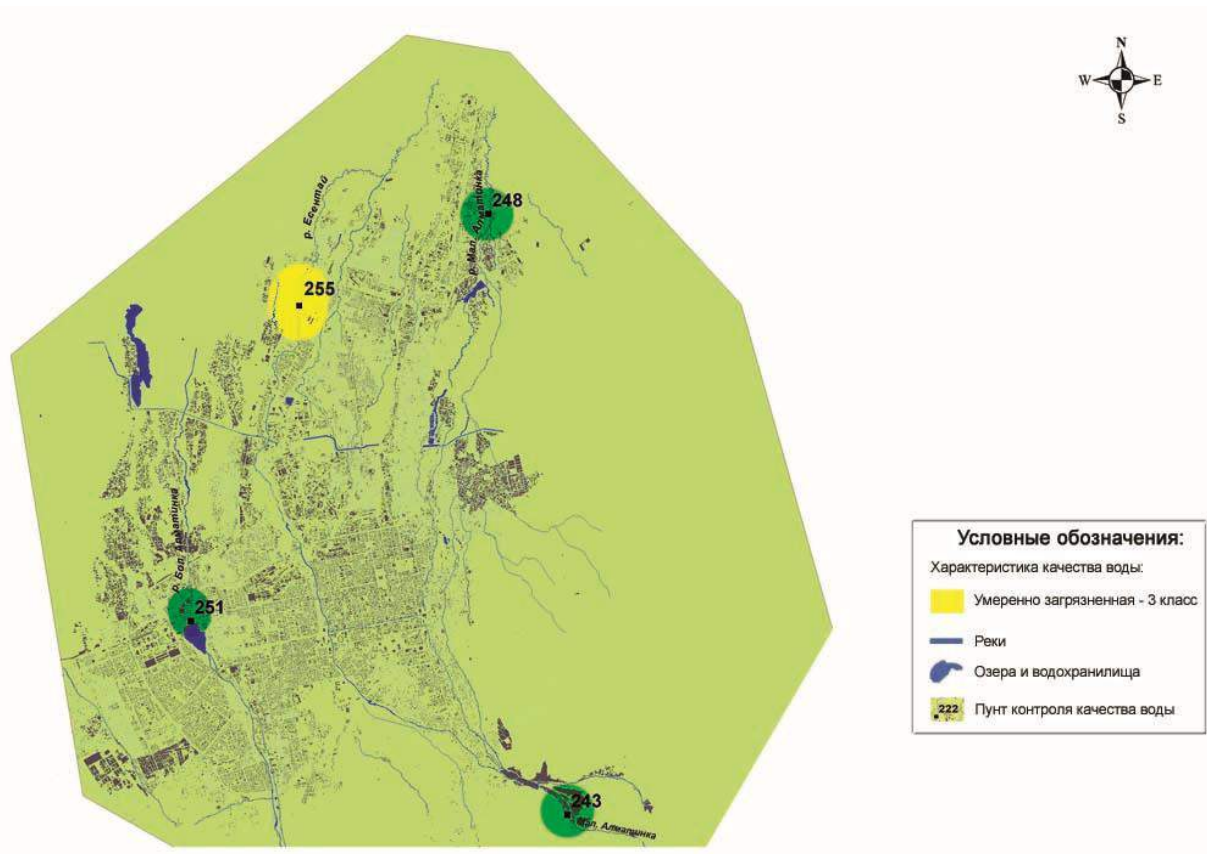 N
W E
S
р. Есентай
248
р. Мал. Алматинка
255
р. Бол. Алматинка
251
243
Мал. Алматинка
Условные обозначения:
Характеристика качества воды:
Умеренно загрязненная - 3 класс
Реки
Озера и водохранилища
222
Пунт контроля качества воды